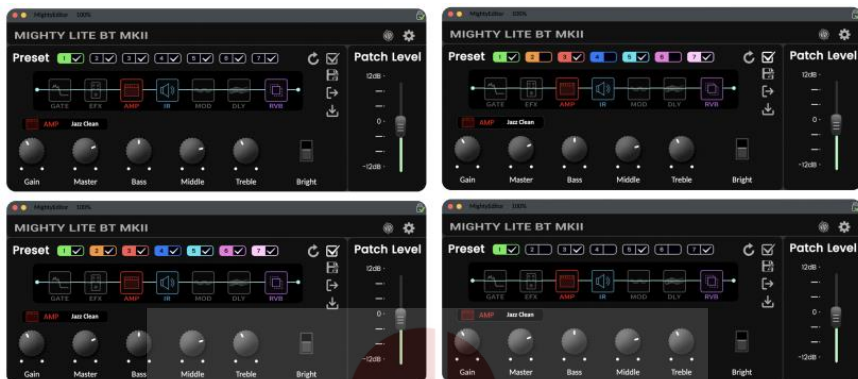 MightyEditor 100%
MIGHTY LITE BT MKII
Preset 1 2 3 4 5 6 7 Patch Level
12dB
GATE EFX AMP IR MOD DLY RVB
0
AMP Jazz Clean
-12dB
Gain Master Bass Middle Treble Bright
MightyEditor 100%
MIGHTY LITE BT MKII
Preset 1 2 3 4 5 6 7 Patch Level
12dB
GATE EFX AMP IR MOD DLY RVB
0
AMP Jazz Clean
-12dB
Gain Master Bass Middle Treble Bright
MightyEditor 100%
MIGHTY LITE BT MKII
Preset 1 2 3 4 5 6 7 Patch Level
12dB
GATE EFX AMP IR MOD DLY RVB
0
AMP Jazz Clean
-12dB
Gain Master Bass Middle Treble Bright
MightyEditor 100%
MIGHTY LITE BT MKII
Preset 1 2 3 4 5 6 7 Patch Level
12dB
GATE EFX AMP IR MOD DLY RVB
0
AMP Jazz Clean
-12dB
Gain Master Bass Middle Treble Bright